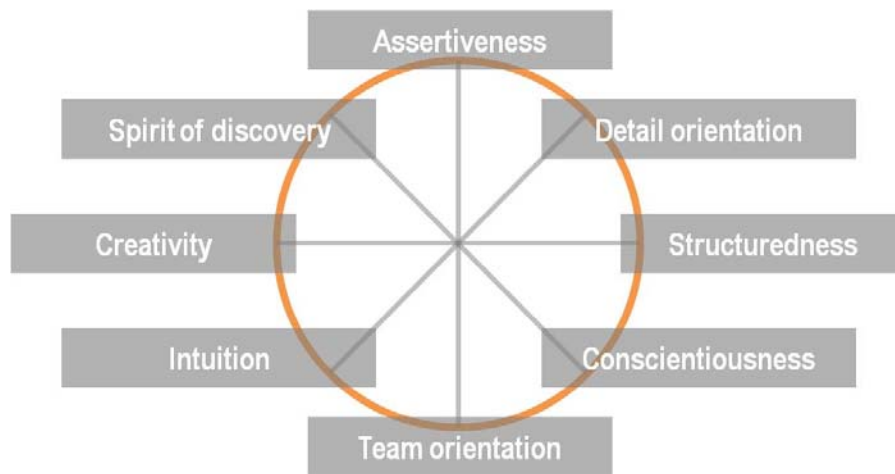 Assertiveness
Spirit of discovery
Detail orientation
Creativity
Structuredness
Intuition
Conscientiousness
Team orientation